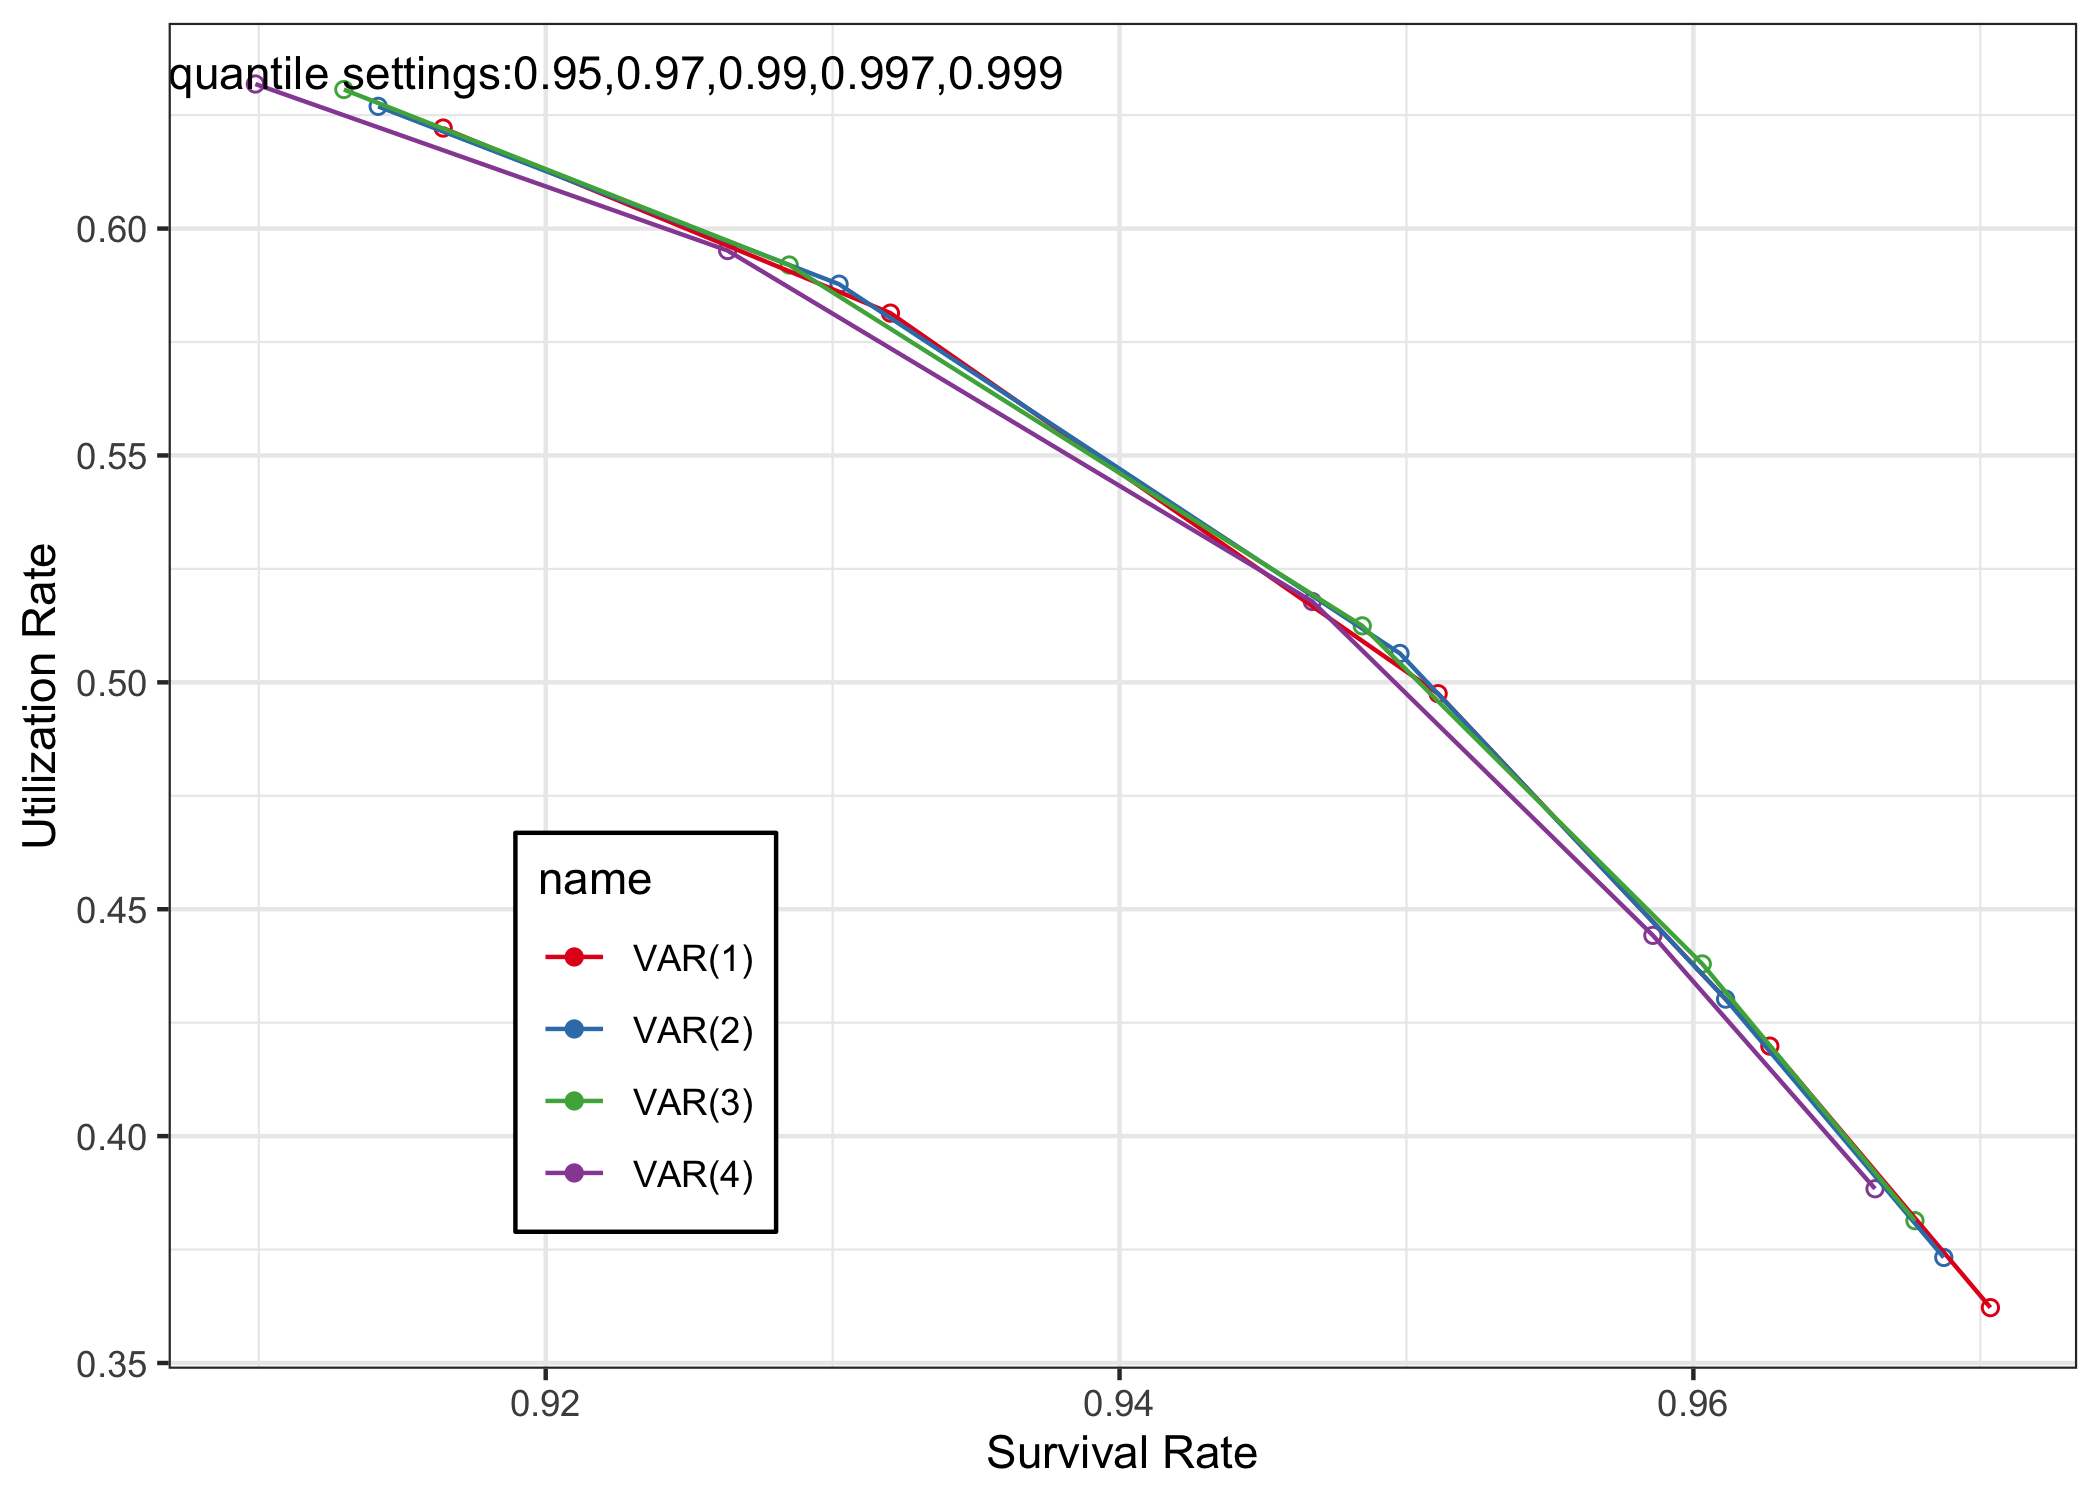 quantile settings:0.95,0.97,0.99,0.997,0.999
0.60
0.55
0.50
0.45
0.40
0.35
Utilization Rate
name
VAR(1)
VAR(2)
VAR(3)
VAR(4)
0.92
0.94
0.96
Survival Rate